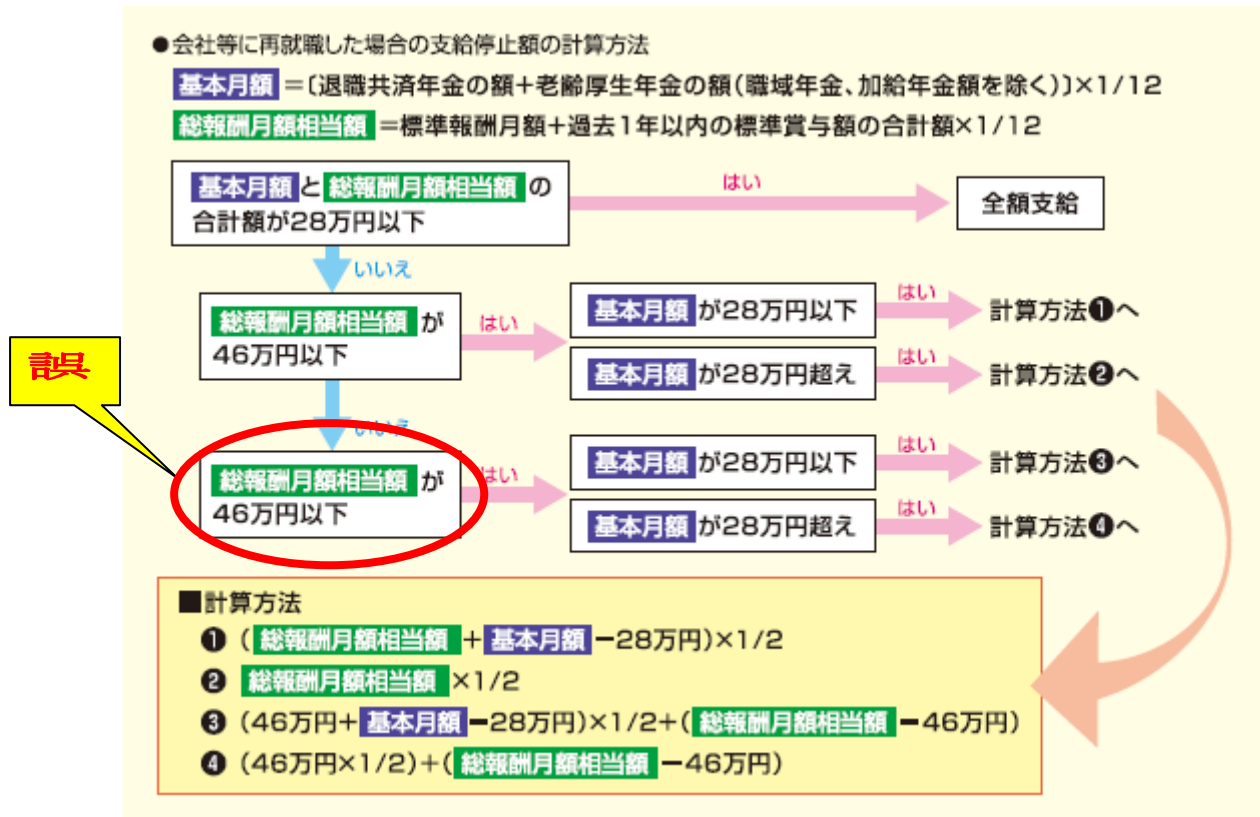 ●会社等に再就職した場合の支給停止額の計算方法
基本月額＝〔退職共済年金の額＋老齢厚生年金の額（職域年金、加給年金額を除く）〕×1/12
総報酬月額相当額＝標準報酬月額＋過去1年以内の標準賞与額の合計額×1/12
基本月額と総報酬月額相当額の
合計額が28万円以下
はい
全額支給
いいえ
総報酬月額相当額が
46万円以下
はい
基本月額が28万円以下
はい
計算方法❶へ
基本月額が28万円超え
はい
計算方法❷へ
誤
いいえ
総報酬月額相当額が
46万円以下
はい
基本月額が28万円以下
はい
計算方法❸へ
基本月額が28万円超え
はい
計算方法❹へ
■計算方法
❶（総報酬月額相当額＋基本月額－28万円）×1/2
❷ 総報酬月額相当額×1/2
❸（46万円＋基本月額－28万円）×1/2＋（総報酬月額相当額－46万円）
❹（46万円×1/2）＋（総報酬月額相当額－46万円）